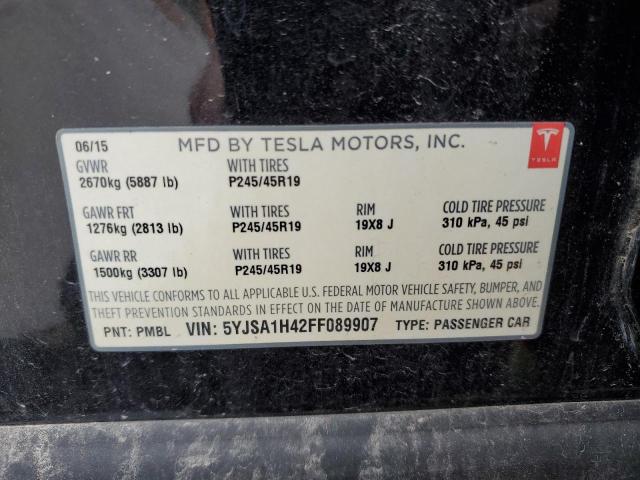 06/15 MFD BY TESLA MOTORS, INC.
TESLA
GVWR WITH TIRES
2670kg (5887 lb) P245/45R19
GAWR FRT WITH TIRES RIM COLD TIRE PRESSURE
1276kg (2813 lb) P245/45R19 19X8 J 310 kPa, 45 psi
GAWR RR WITH TIRES RIM COLD TIRE PRESSURE
1500kg (3307 lb) P245/45R19 19X8 J 310 kPa, 45 psi
THIS VEHICLE CONFORMS TO ALL APPLICABLE U.S. FEDERAL MOTOR VEHICLE SAFETY, BUMPER, AND
THEFT PREVENTION STANDARDS IN EFFECT ON THE DATE OF MANUFACTURE SHOWN ABOVE.
PNT: PMBL VIN: 5YJSA1H42FF089907 TYPE: PASSENGER CAR